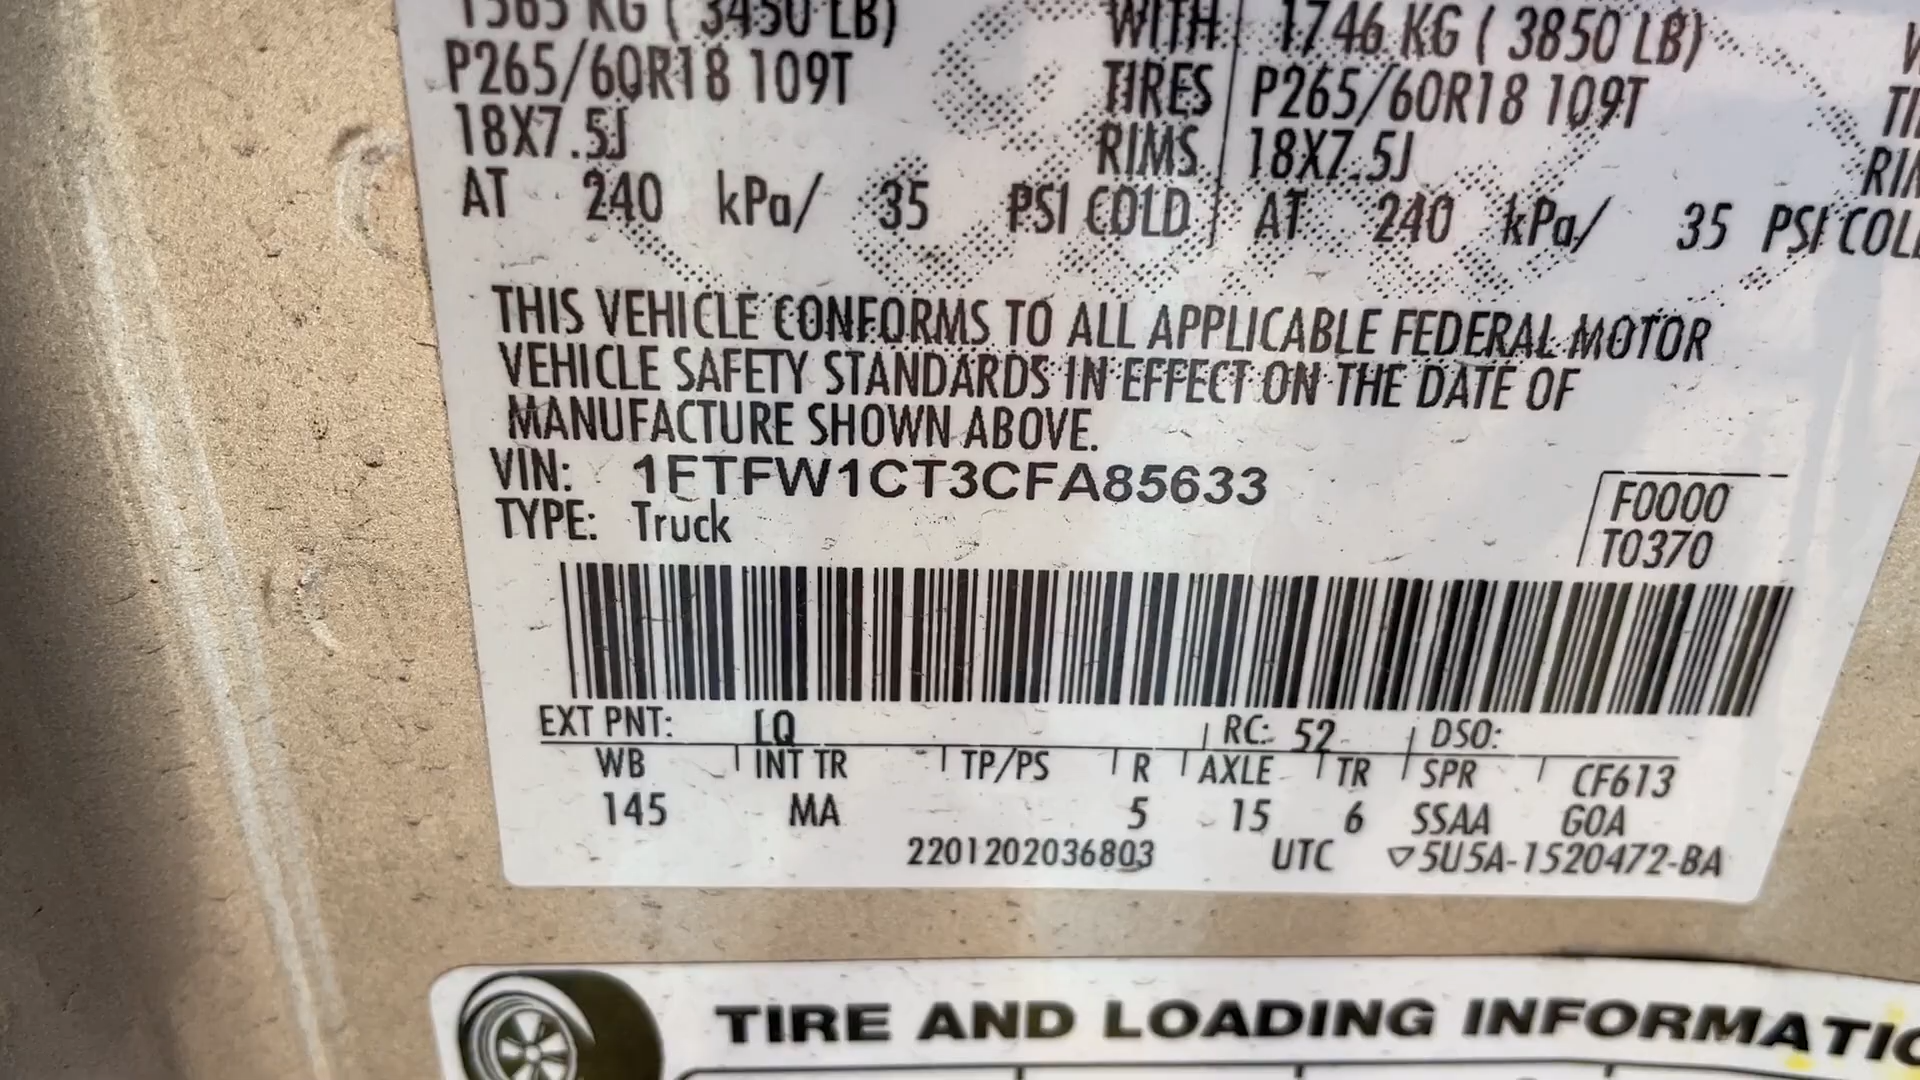 1565 KG ( 3450 LB) WITH 1746 KG ( 3850 LB)
P265/60R18 109T TIRES P265/60R18 109T
18X7.5J RIMS 18X7.5J
AT 240 kPa/ 35 PSI COLD AT 240 kPa/ 35 PSI COL
THIS VEHICLE CONFORMS TO ALL APPLICABLE FEDERAL MOTOR
VEHICLE SAFETY STANDARDS IN EFFECT ON THE DATE OF
MANUFACTURE SHOWN ABOVE.
VIN: 1FTFW1CT3CFA85633
F0000
TYPE: Truck
T0370
EXT PNT: LQ RC: 52 DSO:
WB INT TR TP/PS R AXLE TR SPR CF613
145 MA 5 15 6 SSAA GOA
2201202036803 UTC ▽5U5A-1520472-BA
TIRE AND LOADING INFORMATIO